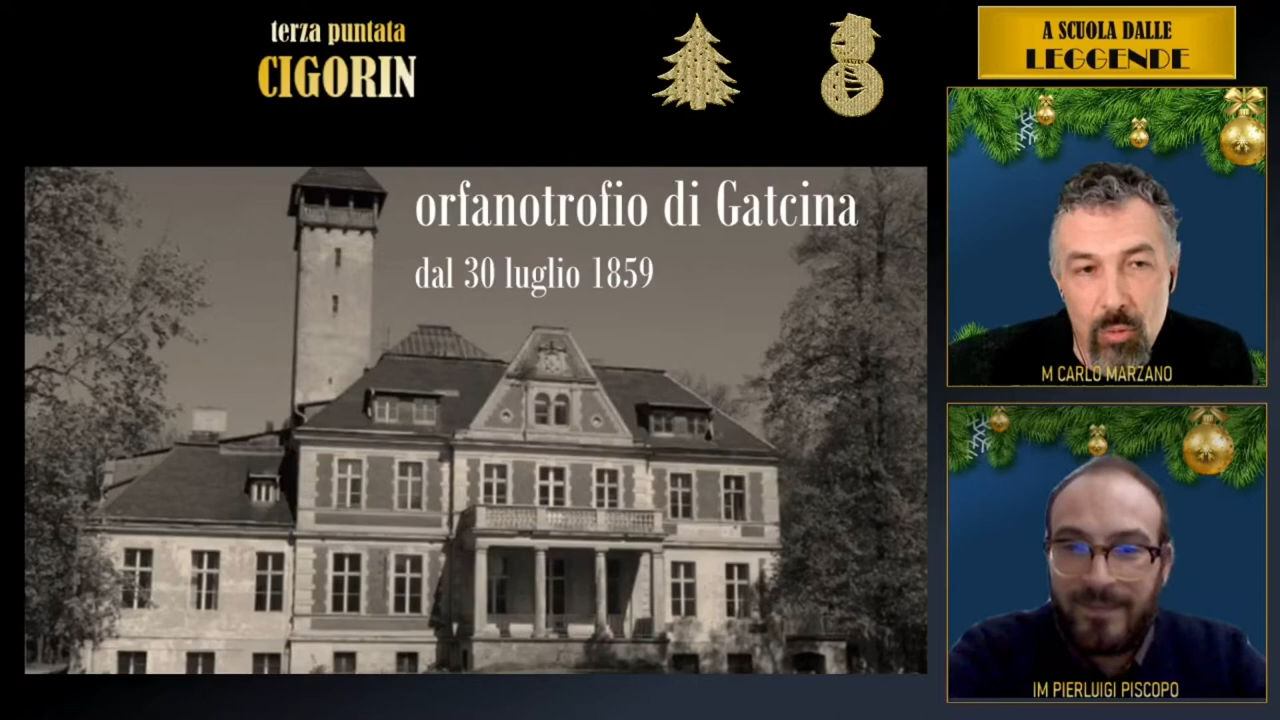 terza puntata
CIGORIN
A SCUOLA DALLE
LEGGENDE
orfanotrofio di Gatcina
dal 30 luglio 1859
M CARLO MARZANO
IM PIERLUIGI PISCOPO